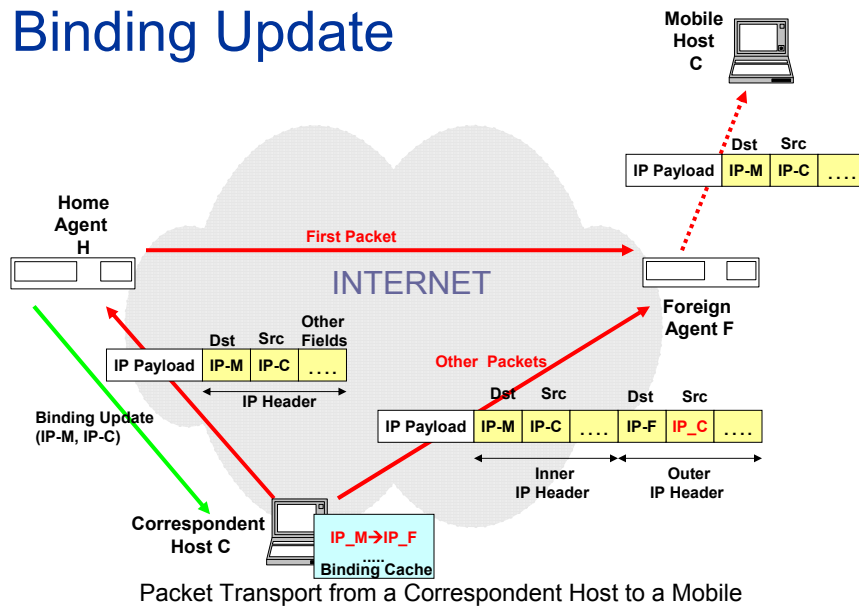 Binding Update
Mobile
Host
C
Dst Src
IP Payload IP-M IP-C ....
Home
Agent
H
First Packet
INTERNET
Foreign
Agent F
Other
Dst Src Fields
IP Payload IP-M IP-C ....
IP Header
Other Packets
Binding Update
(IP-M, IP-C)
Dst Src Dst Src
IP Payload IP-M IP-C .... IP-F IP_C ....
Inner
IP Header
Outer
IP Header
Correspondent
Host C
IP_M→IP_F
.....
Binding Cache
Packet Transport from a Correspondent Host to a Mobile